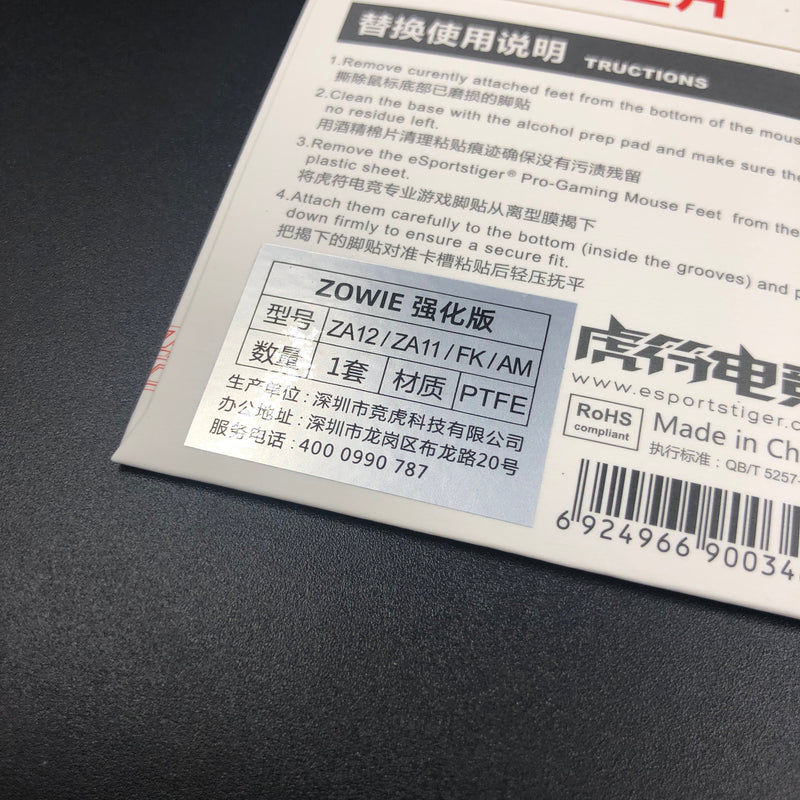 替换使用说明 TRUCTIONS
1.Remove curently attached feet from the bottom of the mous
撕除鼠标底部已磨损的脚贴
2.Clean the base with the alcohol prep pad and make sure the
no residue left.
用酒精棉片清理粘贴痕迹确保没有污渍残留
3.Remove the eSportstiger® Pro-Gaming Mouse Feet from the
plastic sheet.
将虎符电竞专业游戏脚贴从离型膜揭下
4.Attach them carefully to the bottom (inside the grooves) and p
down firmly to ensure a secure fit.
把揭下的脚贴对准卡槽粘贴后轻压抚平
ZOWIE 强化版
型号 ZA12/ZA11/FK/AM
数量 1套 材质 PTFE
生产单位:深圳市竞虎科技有限公司
办公地址:深圳市龙岗区布龙路20号
服务电话:400 0990 787
虎符电竞
www.esportstiger.c
RoHS
compliant
Made in Ch
执行标准:QB/T 5257-
6 924966 90034